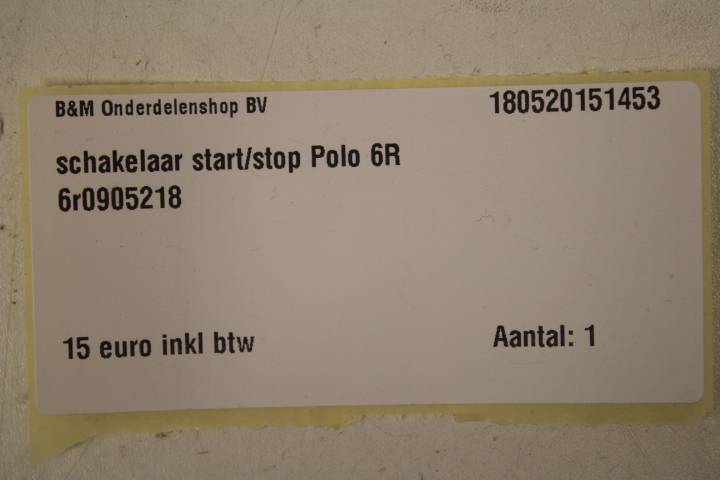 B&M Onderdelenshop BV
180520151453
schakelaar start/stop Polo 6R
6r0905218
15 euro inkl btw
Aantal: 1